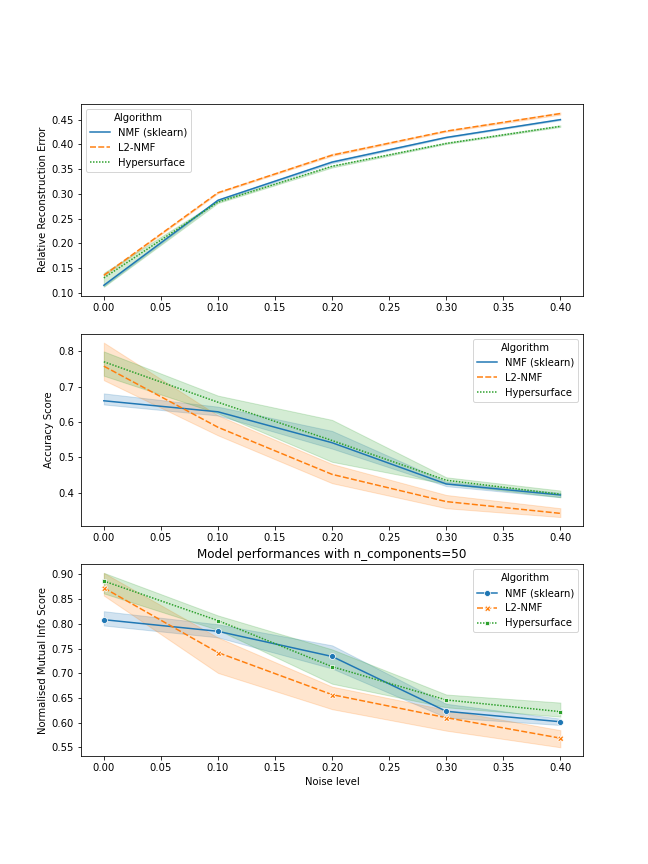 0.45
0.40
0.35
0.30
0.25
0.20
0.15
0.10
Relative Reconstruction Error
Algorithm
NMF (sklearn)
L2-NMF
Hypersurface
0.00 0.05 0.10 0.15 0.20 0.25 0.30 0.35 0.40
0.8
0.7
0.6
0.5
0.4
Accuracy Score
Algorithm
NMF (sklearn)
L2-NMF
Hypersurface
0.00 0.05 0.10 0.15 0.20 0.25 0.30 0.35 0.40
Model performances with n_components=50
0.90
0.85
0.80
0.75
0.70
0.65
0.60
0.55
Normalised Mutual Info Score
Algorithm
NMF (sklearn)
L2-NMF
Hypersurface
0.00 0.05 0.10 0.15 0.20 0.25 0.30 0.35 0.40
Noise level